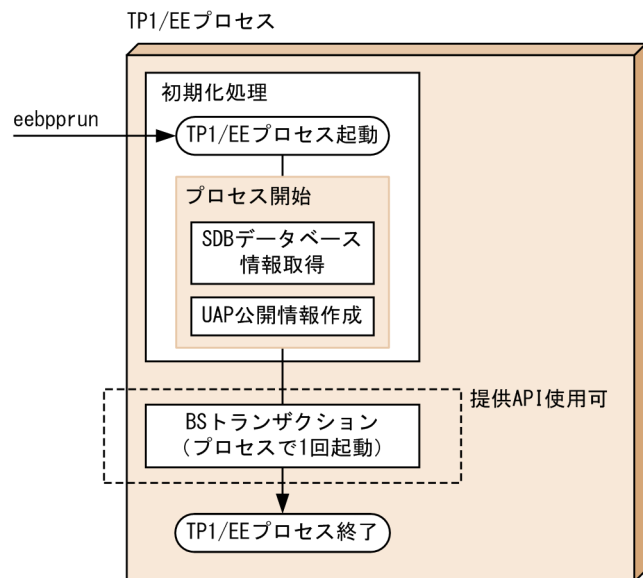 TP1/EEプロセス
初期化処理
eebpprun
TP1/EEプロセス起動
プロセス開始
SDBデータベース
情報取得
UAP公開情報作成
提供API使用可
BSトランザクション
(プロセスで1回起動)
TP1/EEプロセス終了